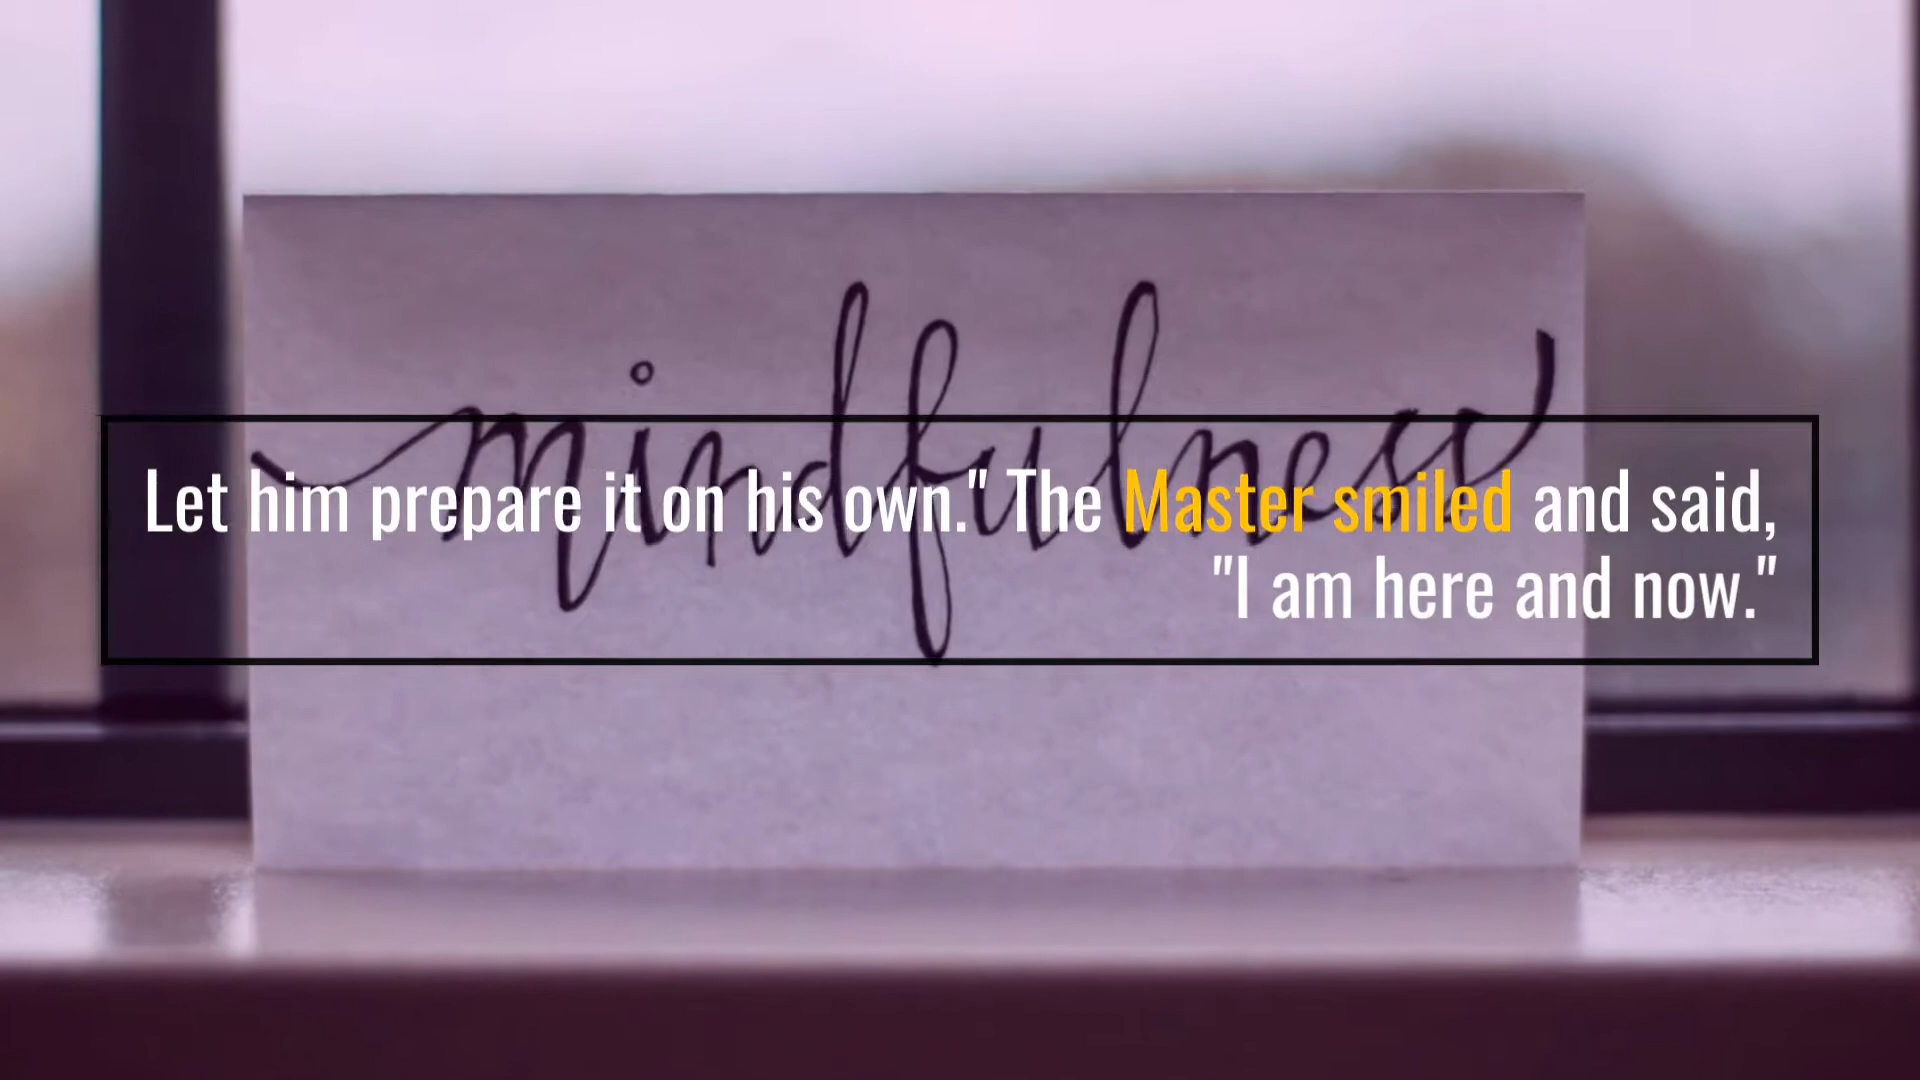 mindfulness
Let him prepare it on his own." The Master smiled and said,
"I am here and now."